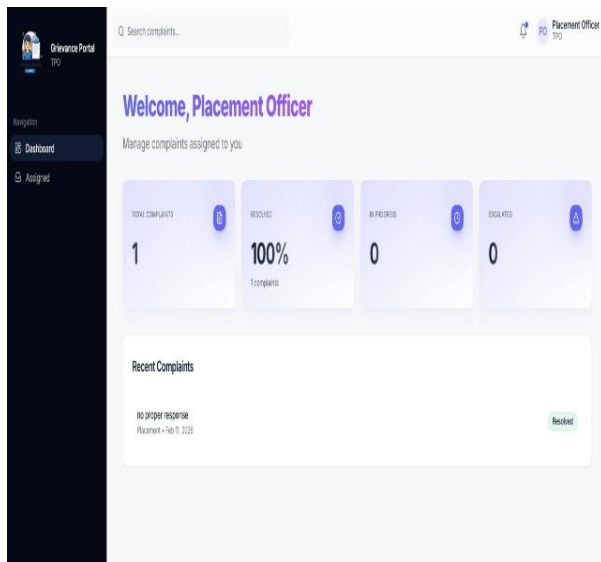 Grievance Portal
TPO
Navigation
Dashboard
Assigned
Search complaints...
PO
Placement Officer
TPO
Welcome, Placement Officer
Manage complaints assigned to you
TOTAL COMPLAINTS
1
RESOLVED
100%
1 complaints
IN PROGRESS
0
ESCALATED
0
Recent Complaints
no proper response
Placement • Feb 11, 2026
Resolved